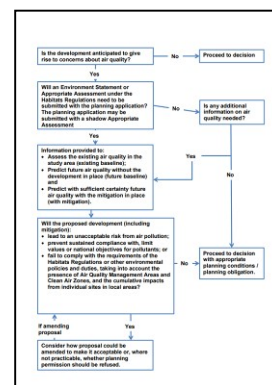 Is the development anticipated to give
rise to concerns about air quality?
No
Proceed to decision
Yes
Will an Environment Statement or
Appropriate Assessment under the
Habitats Regulations need to be
submitted with the planning application?
The planning application may be
submitted with a shadow Appropriate
Assessment
No
Is any additional
information on air
quality needed?
Yes
Yes
No
Information provided to:
• Assess the existing air quality in
the study area (existing baseline);
• Predict future air quality without
the development in place (future
baseline) and
• Predict with sufficient certainty future
air quality with the mitigation in place
(with mitigation).
Will the proposed development (including
mitigation):
• lead to an unacceptable risk from air pollution;
• prevent sustained compliance with, limit
values or national objectives for pollutants; or
• fail to comply with the requirements of the
Habitats Regulations or other environmental
policies and duties, taking into account the
presence of Air Quality Management Areas and
Clean Air Zones, and the cumulative impacts
from individual sites in local areas?
No
Proceed to decision
with appropriate
planning conditions /
planning obligation.
If amending
proposal
Yes
Consider how proposal could be
amended to make it acceptable or, where
not practicable, whether planning
permission should be refused.